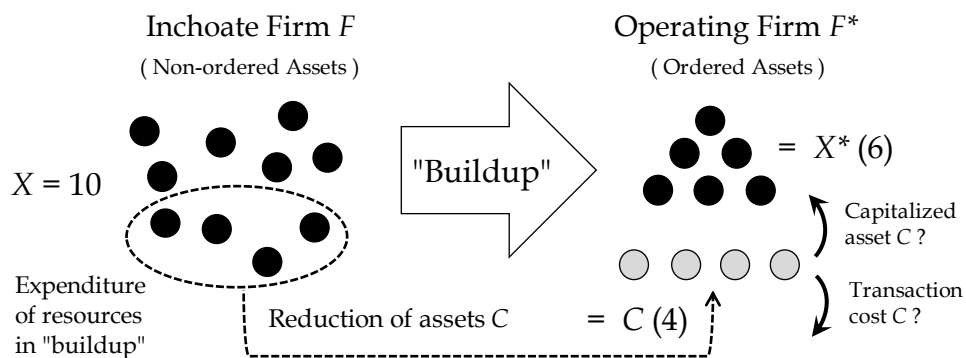 Inchoate Firm F
( Non-ordered Assets )
Operating Firm F*
( Ordered Assets )
X = 10
"Buildup"
= X* (6)
Capitalized
asset C ?
Expenditure
of resources
in "buildup"
Reduction of assets C
= C (4)
Transaction
cost C ?